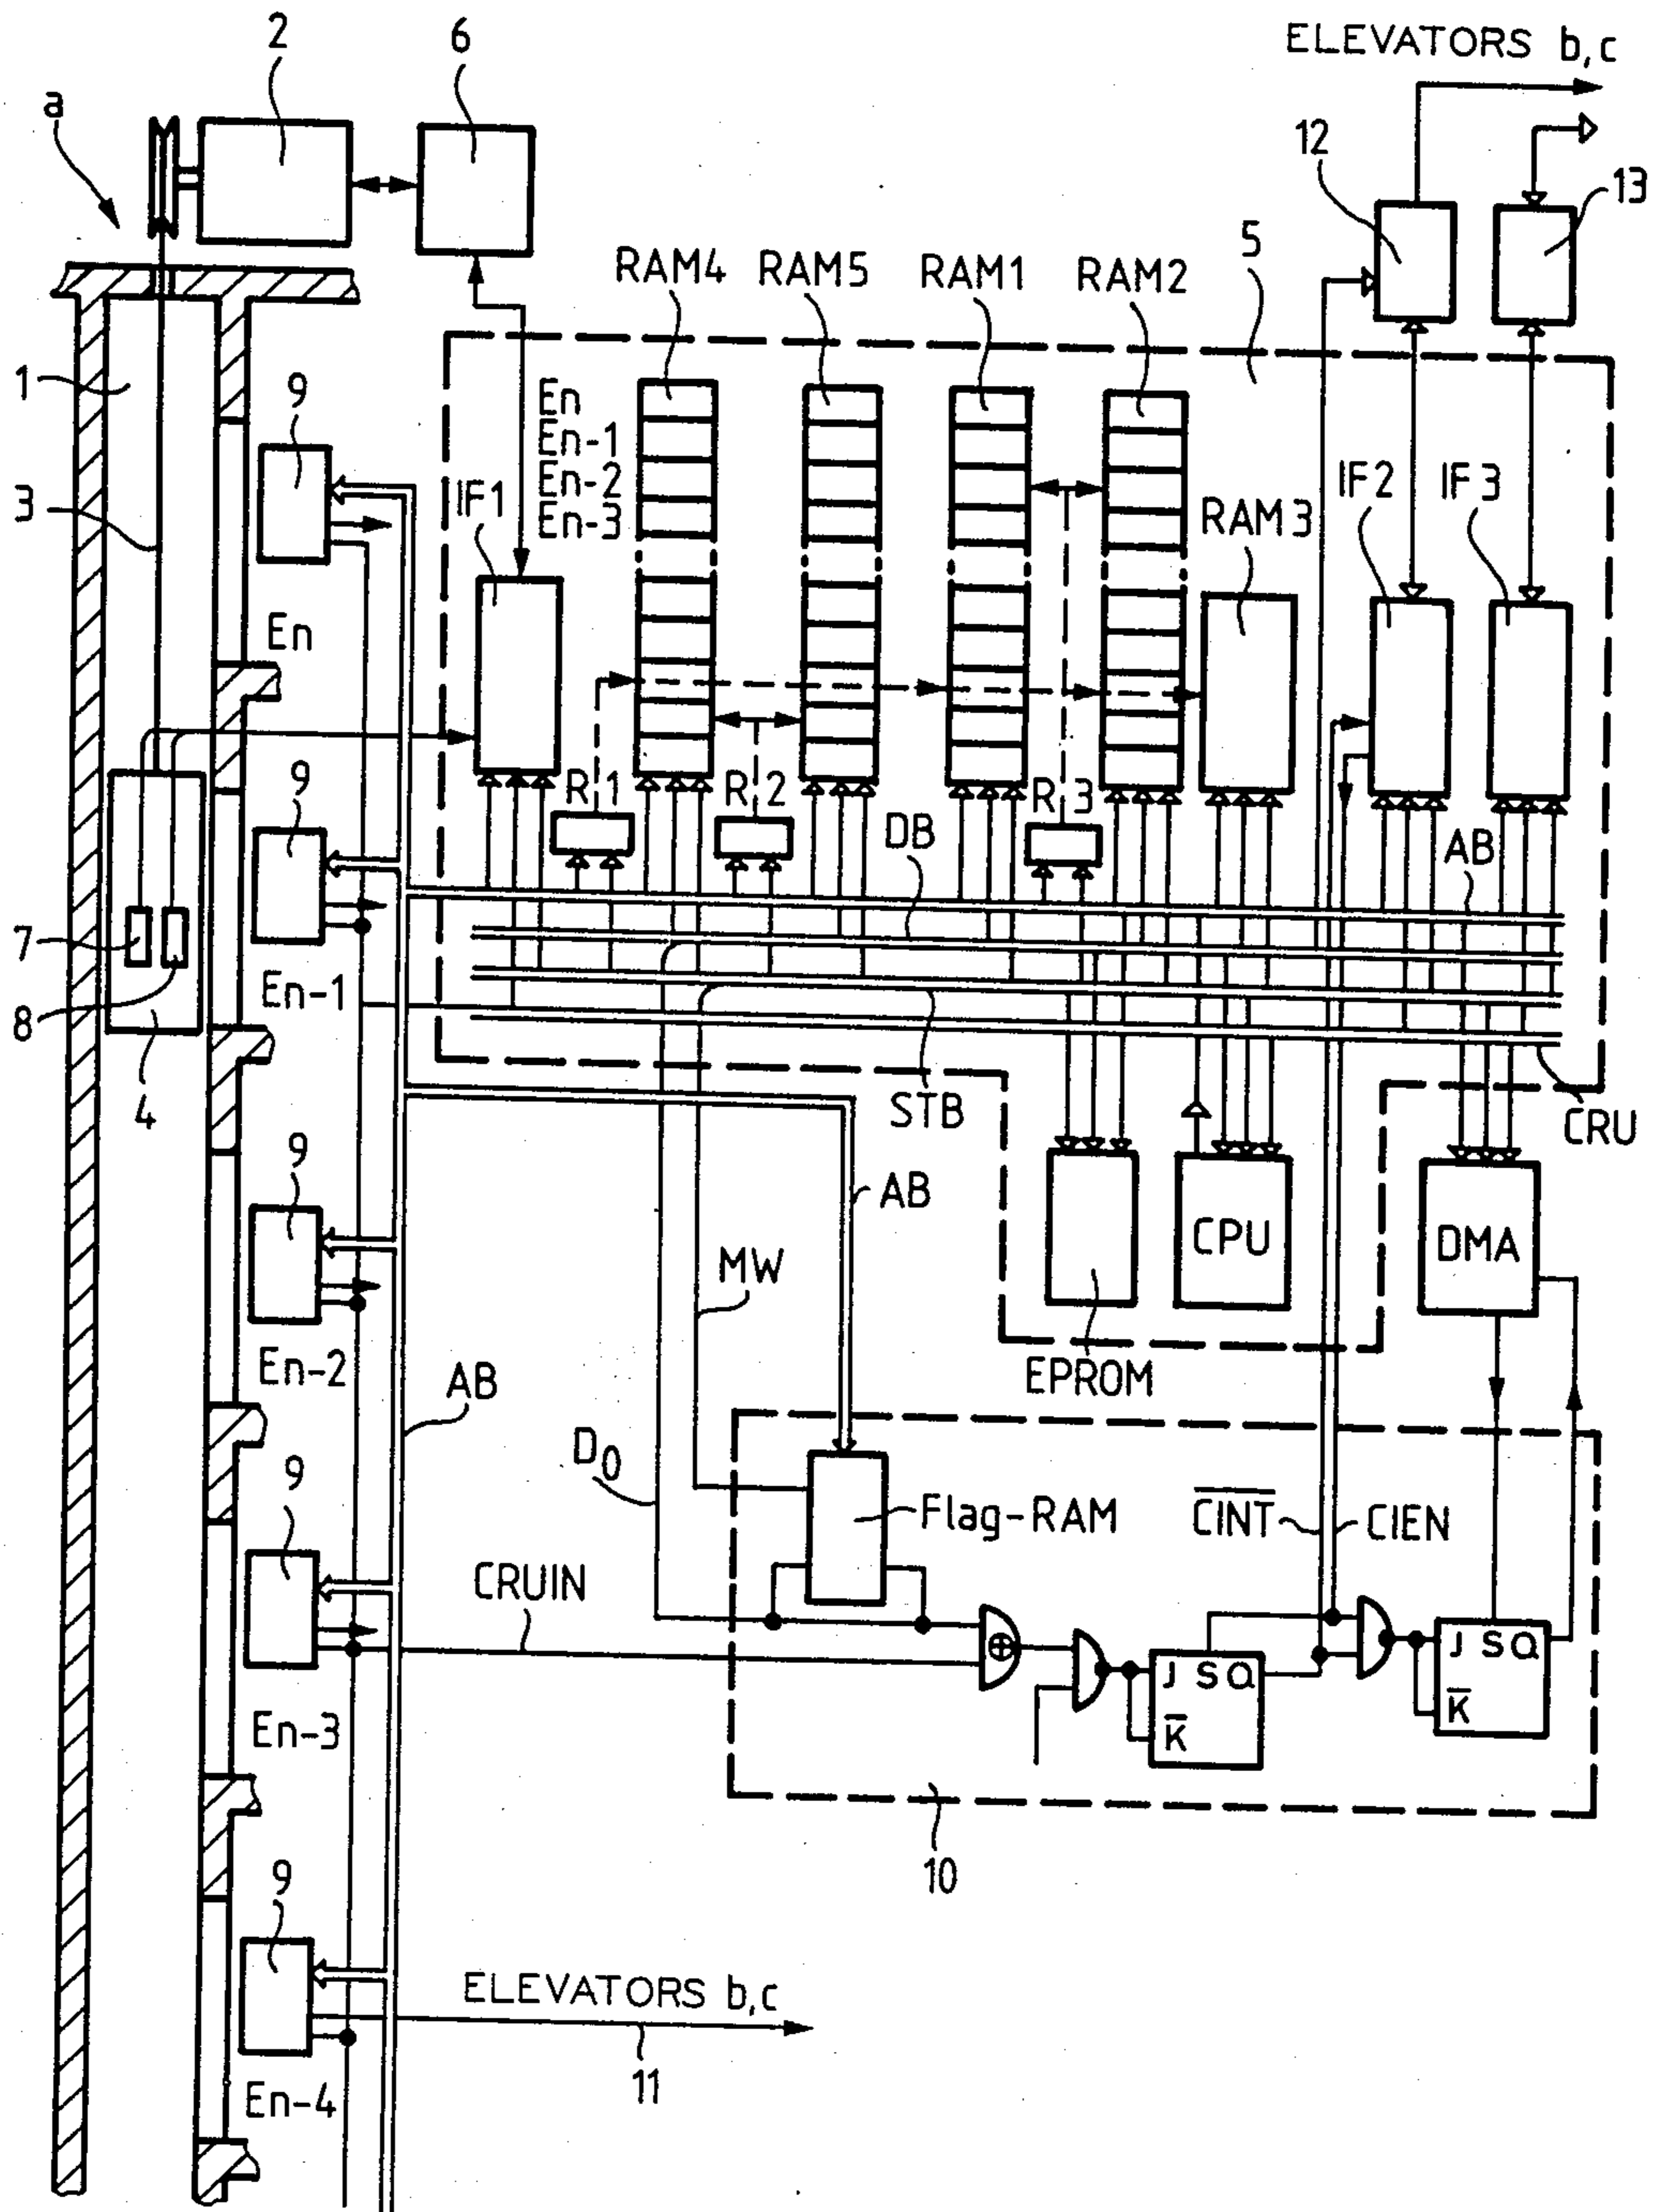 ELEVATORS b,c
2
6
a
12
13
5
RAM4
RAM5
RAM1
RAM2
1
9
En
En-1
En-2
En-3
IF1
IF2
IF3
3
RAM3
En
9
R1
R2
R3
DB
AB
7
En-1
8
4
STB
CRU
9
AB
CPU
DMA
MW
En-2
EPROM
AB
D0
9
Flag-RAM
CINT
CIEN
CRUIN
J S Q
K
J S Q
K
En-3
10
9
ELEVATORS b,c
11
En-4